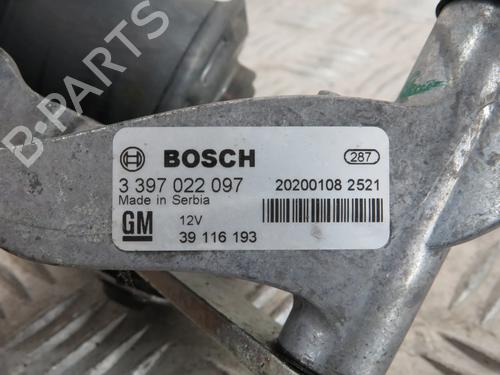 B-PARTS
BOSCH 287
3 397 022 097 20200108 2521
Made in Serbia
GM 12V
39 116 193